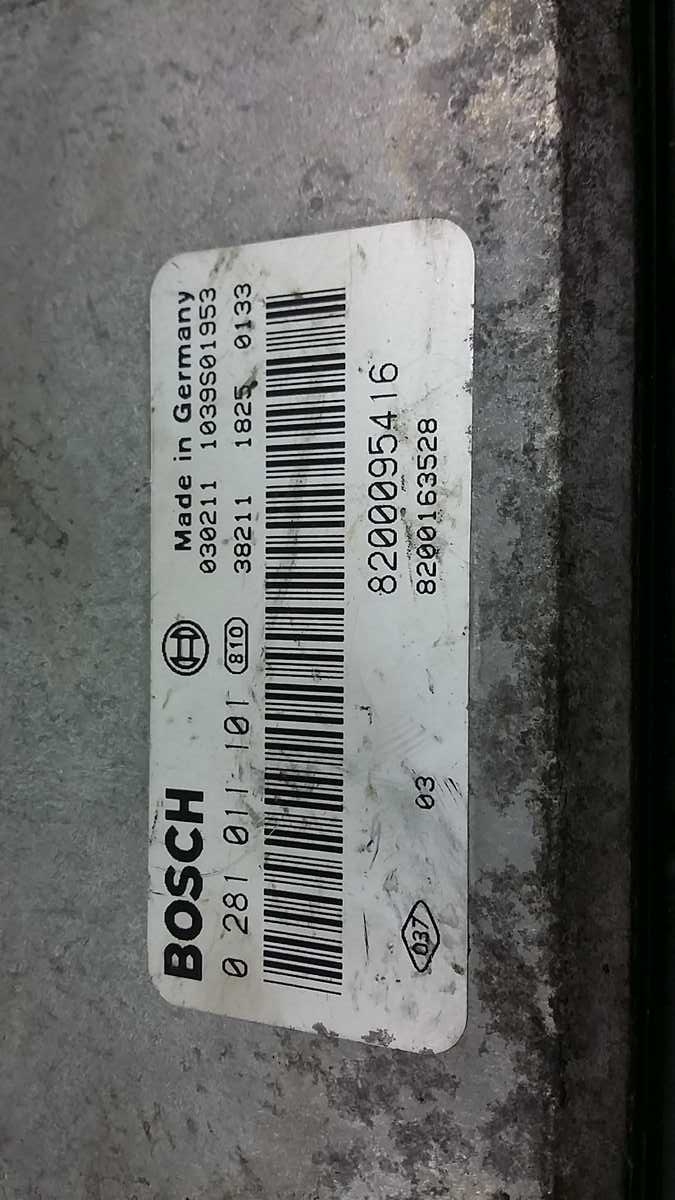 BOSCH
Made in Germany
030211 1039S01953
0 281 011 101
810
38211 1825 0133
8200095416
037
03
8200163528